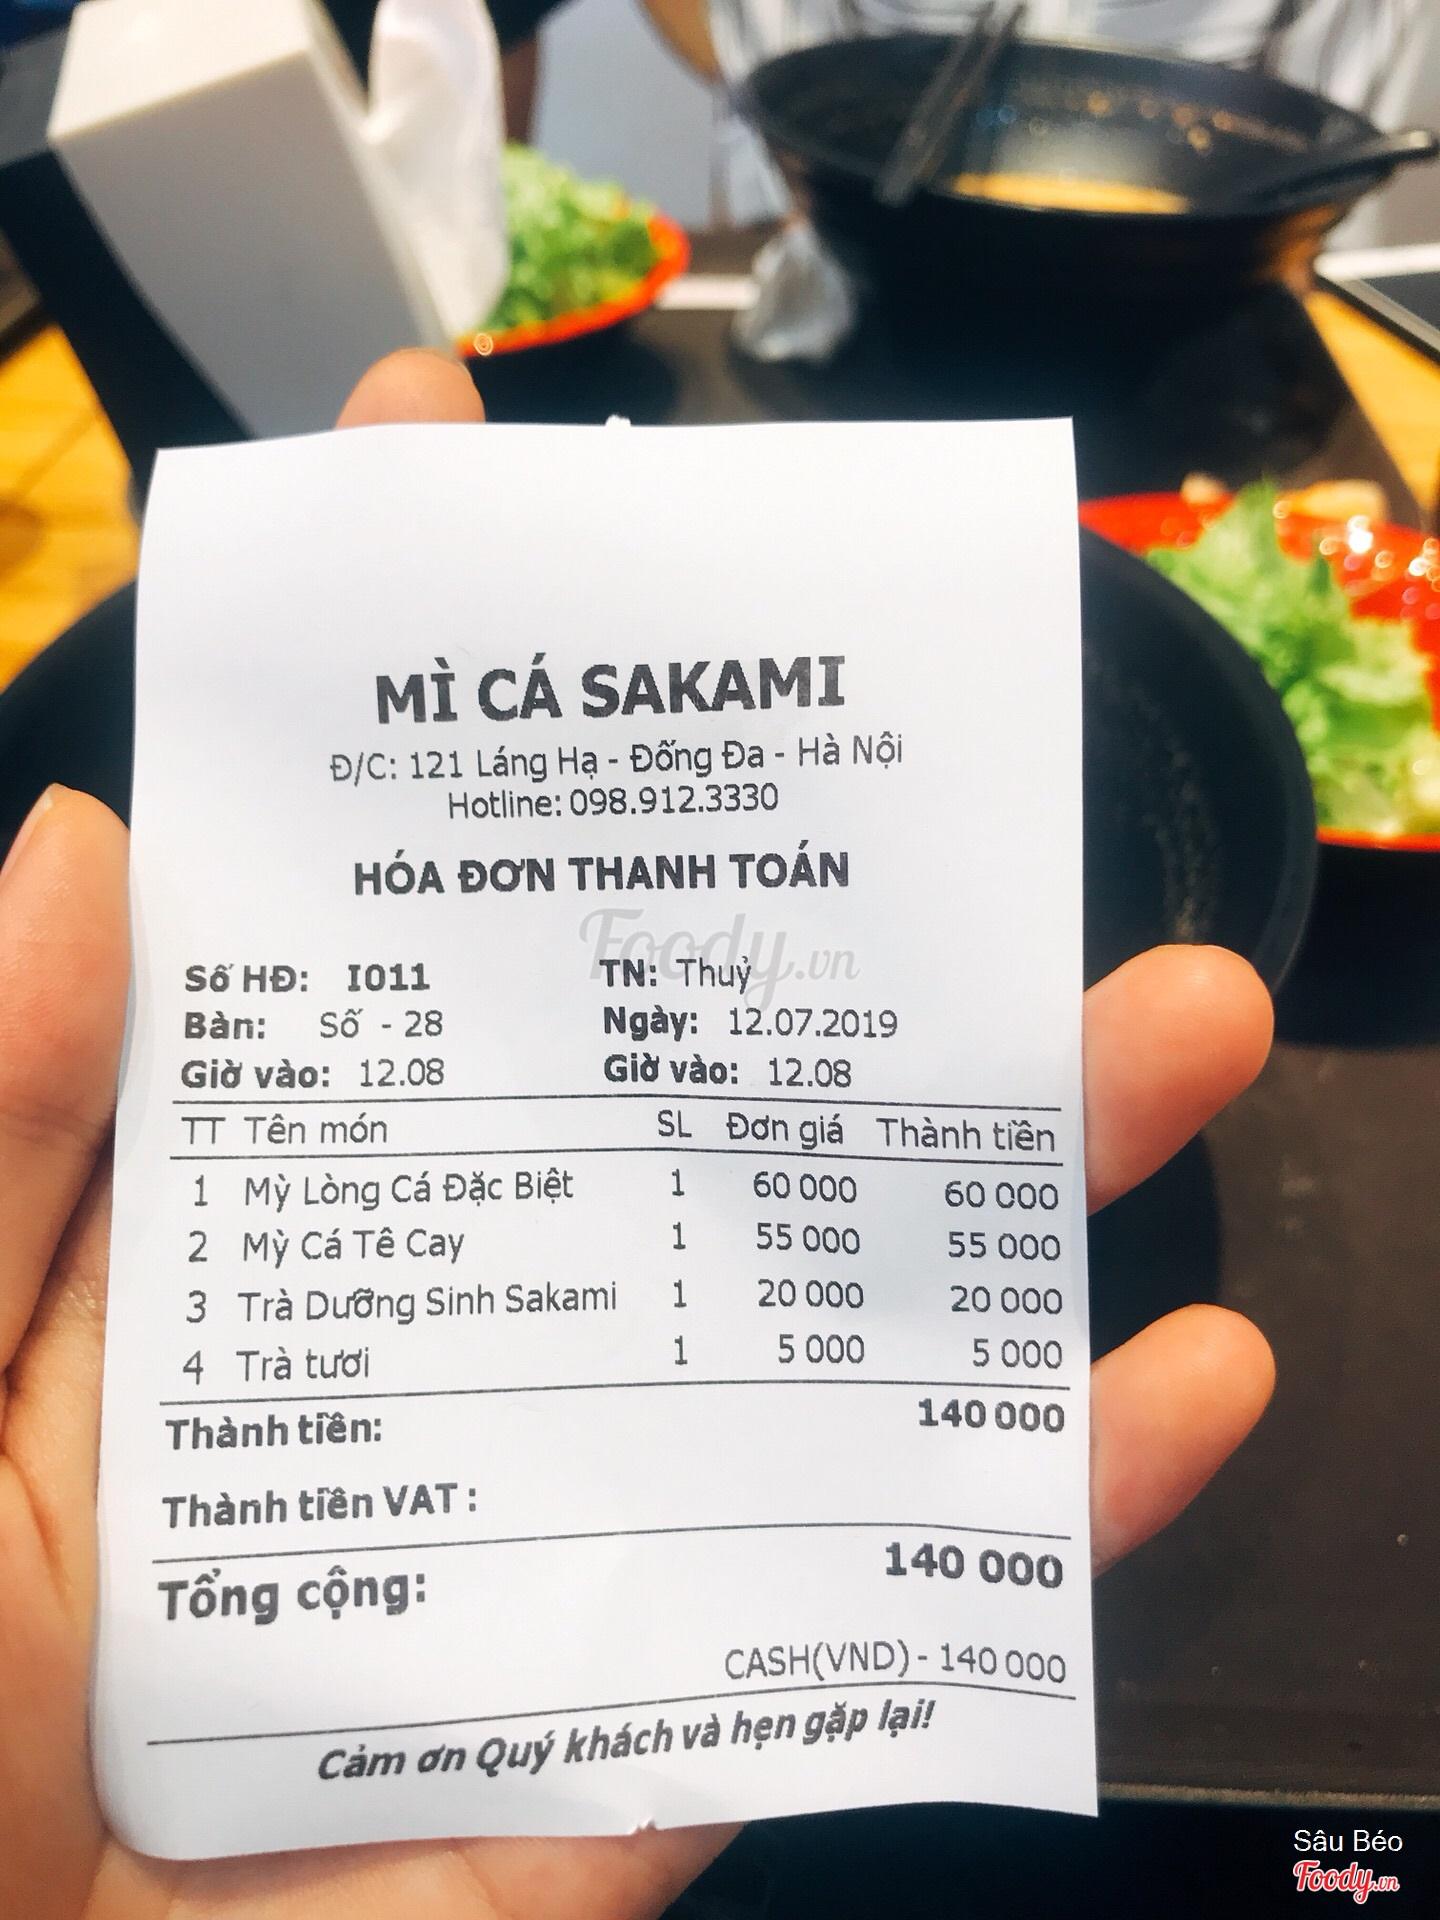 MÌ CÁ SAKAMI
Đ/C: 121 Láng Hạ - Đống Đa - Hà Nội
Hotline: 098.912.3330
HÓA ĐƠN THANH TOÁN
Foody.vn
Số HĐ: I011 TN: Thuỷ
Bàn: Số - 28 Ngày: 12.07.2019
Giờ vào: 12.08 Giờ vào: 12.08
TT Tên món SL Đơn giá Thành tiền
1 Mỳ Lòng Cá Đặc Biệt 1 60 000 60 000
2 Mỳ Cá Tê Cay 1 55 000 55 000
3 Trà Dưỡng Sinh Sakami 1 20 000 20 000
4 Trà tươi 1 5 000 5 000
Thành tiền: 140 000
Thành tiền VAT :
Tổng cộng: 140 000
CASH(VND) - 140 000
Cảm ơn Quý khách và hẹn gặp lại!
Sâu Béo
Foody.vn